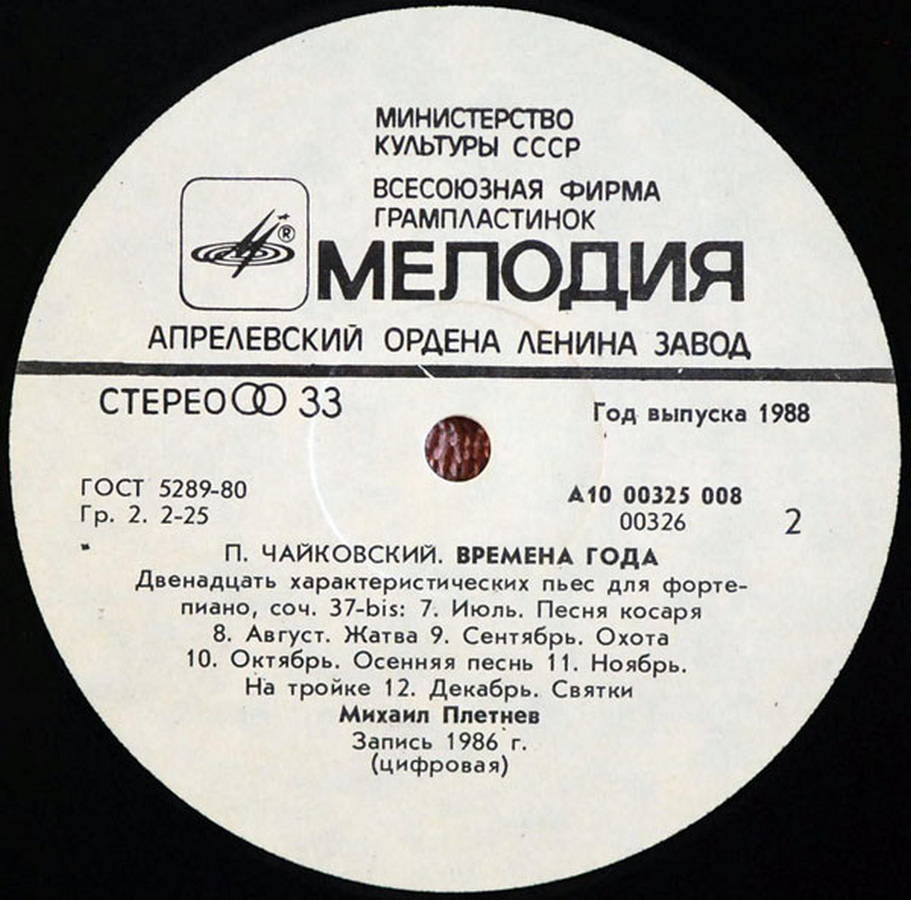 МИНИСТЕРСТВО
КУЛЬТУРЫ СССР
ВСЕСОЮЗНАЯ ФИРМА
ГРАМПЛАСТИНОК
®
МЕЛОДИЯ
АПРЕЛЕВСКИЙ ОРДЕНА ЛЕНИНА ЗАВОД
СТЕРЕО 33
Год выпуска 1988
ГОСТ 5289-80
Гр. 2. 2-25
А10 00325 008
00326
2
П. ЧАЙКОВСКИЙ. ВРЕМЕНА ГОДА
Двенадцать характеристических пьес для форте-
пиано, соч. 37-bis: 7. Июль. Песня косаря
8. Август. Жатва 9. Сентябрь. Охота
10. Октябрь. Осенняя песнь 11. Ноябрь.
На тройке 12. Декабрь. Святки
Михаил Плетнев
Запись 1986 г.
(цифровая)